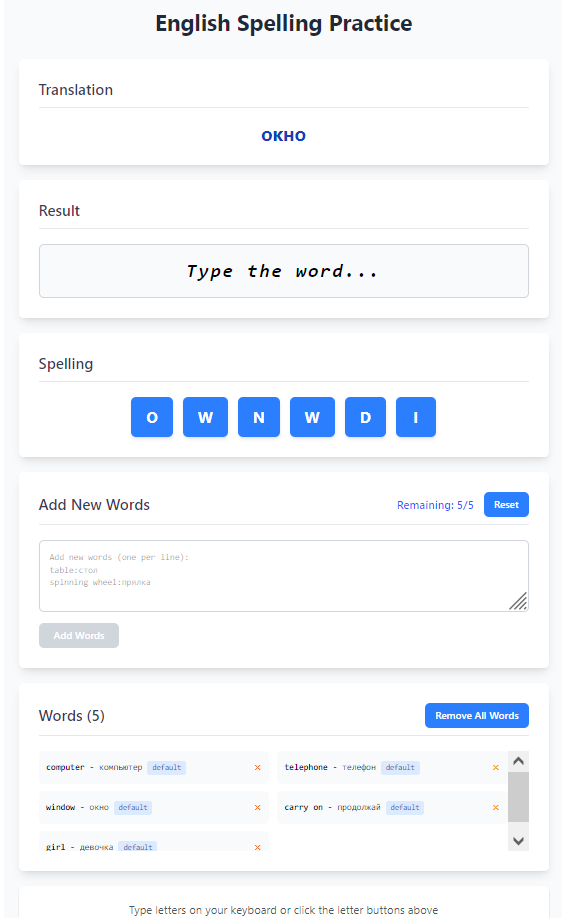 English Spelling Practice
Translation
ОКНО
Result
Type the word...
Spelling
O W N W D I
Add New Words Remaining: 5/5 Reset
Add new words (one per line):
table:стол
spinning wheel:прилка
Add Words
Words (5) Remove All Words
computer - компьютер default × telephone - телефон default ×
window - окно default × carry on - продолжай default ×
girl - девочка default ×
Type letters on your keyboard or click the letter buttons above